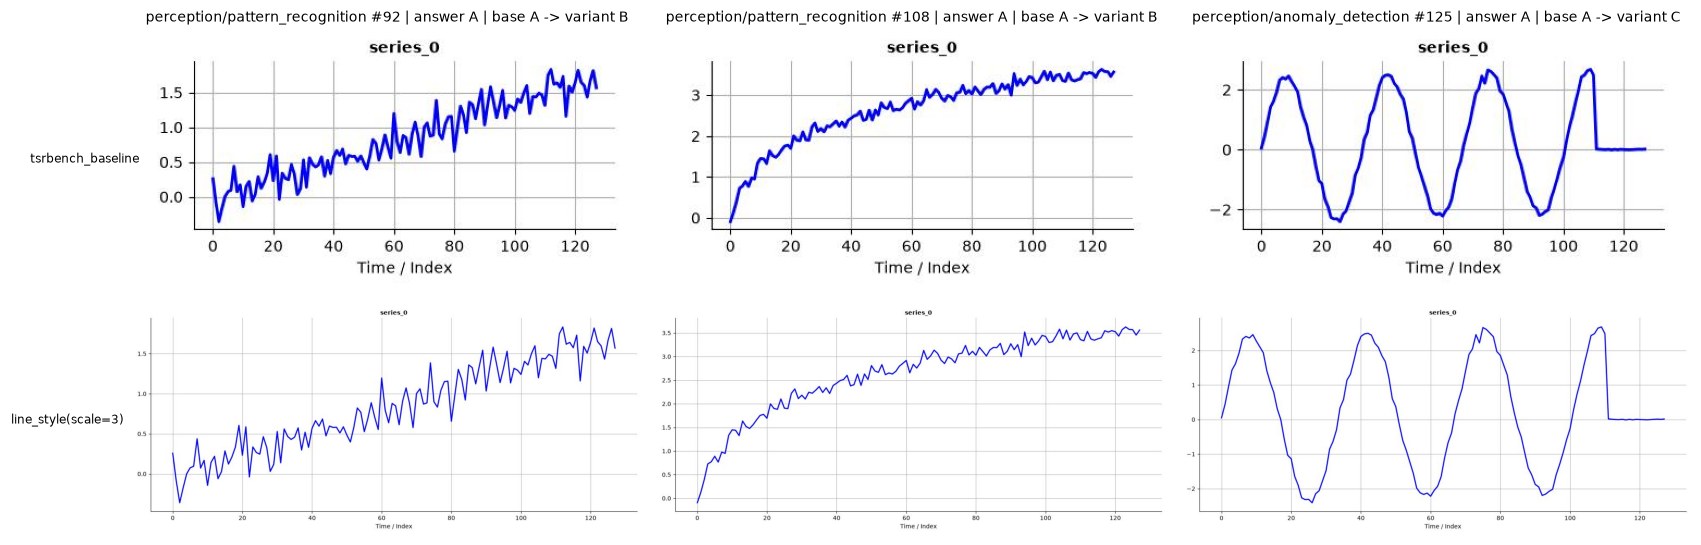 perception/pattern_recognition #92 | answer A | base A -> variant B
perception/pattern_recognition #108 | answer A | base A -> variant B
perception/anomaly_detection #125 | answer A | base A -> variant C
tsrbench_baseline
series_0
1.5
1.0
0.5
0.0
0 20 40 60 80 100 120
Time / Index
series_0
3
2
1
0
0 20 40 60 80 100 120
Time / Index
series_0
2
0
−2
0 20 40 60 80 100 120
Time / Index
line_style(scale=3)
series_0
1.5
1.0
0.5
0.0
0 20 40 60 80 100 120
Time / Index
series_0
3.5
3.0
2.5
2.0
1.5
1.0
0.5
0.0
0 20 40 60 80 100 120
Time / Index
series_0
2
1
0
−1
−2
0 20 40 60 80 100 120
Time / Index